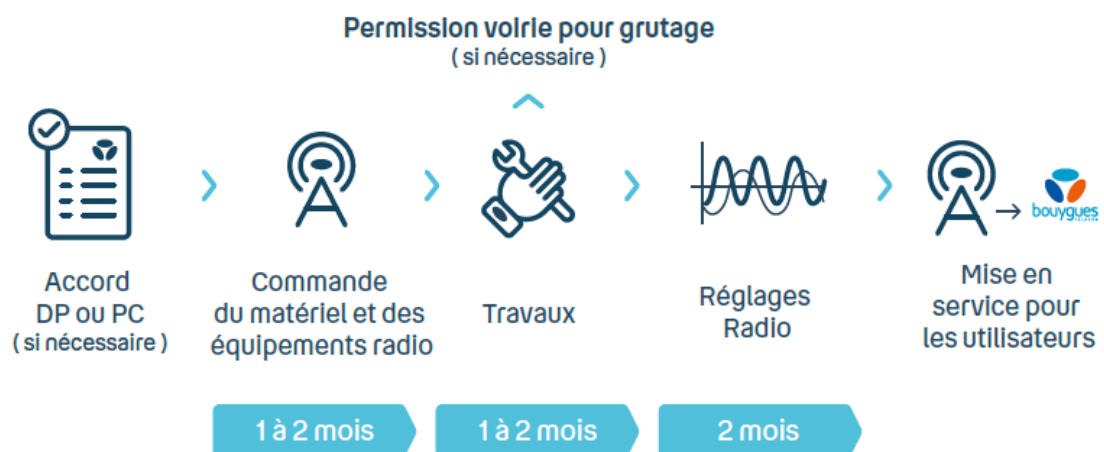 Permission voirie pour grutage
( si nécessaire )
Accord
DP ou PC
( si nécessaire )
Commande
du matériel et des
équipements radio
Travaux
Réglages
Radio
bouygues
TELECOM
Mise en
service pour
les utilisateurs
1 à 2 mois
1 à 2 mois
2 mois